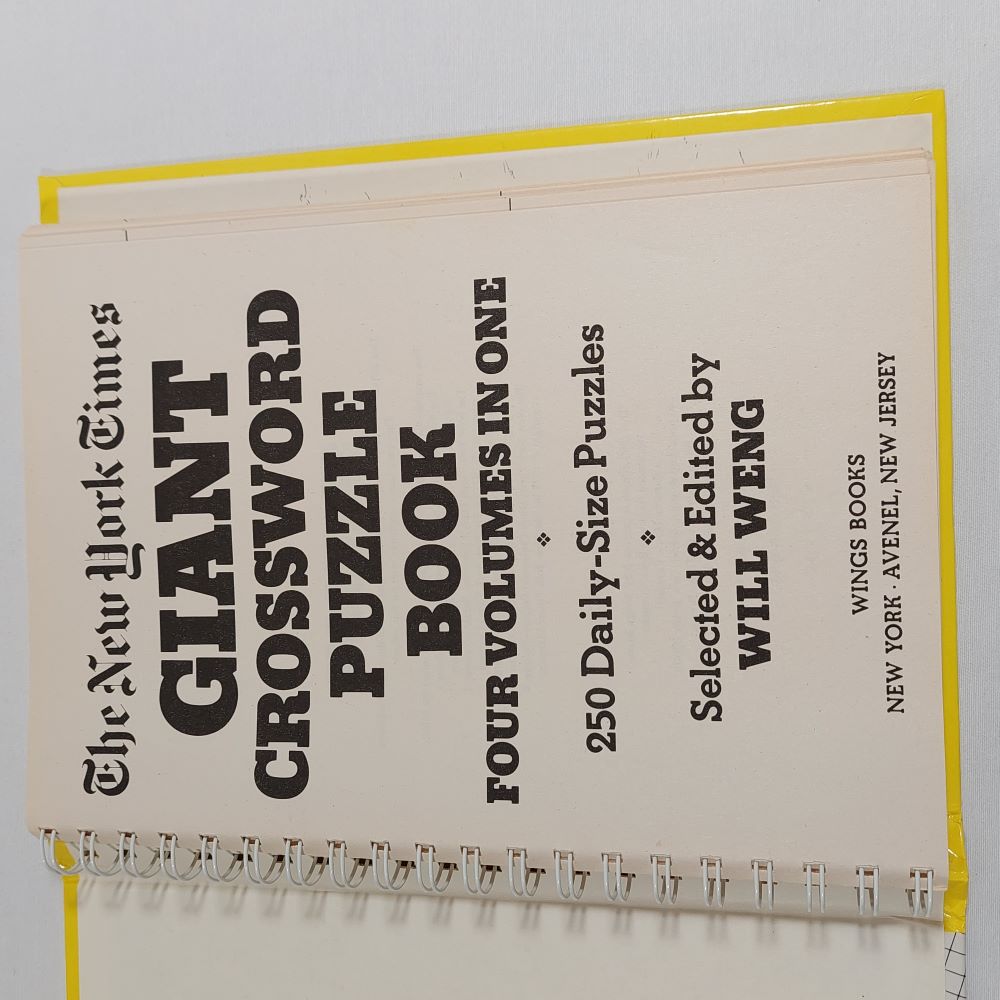 The New York Times
GIANT
CROSSWORD
PUZZLE
BOOK
FOUR VOLUMES IN ONE
250 Daily-Size Puzzles
Selected & Edited by
WILL WENG
WINGS BOOKS
NEW YORK · AVENEL, NEW JERSEY